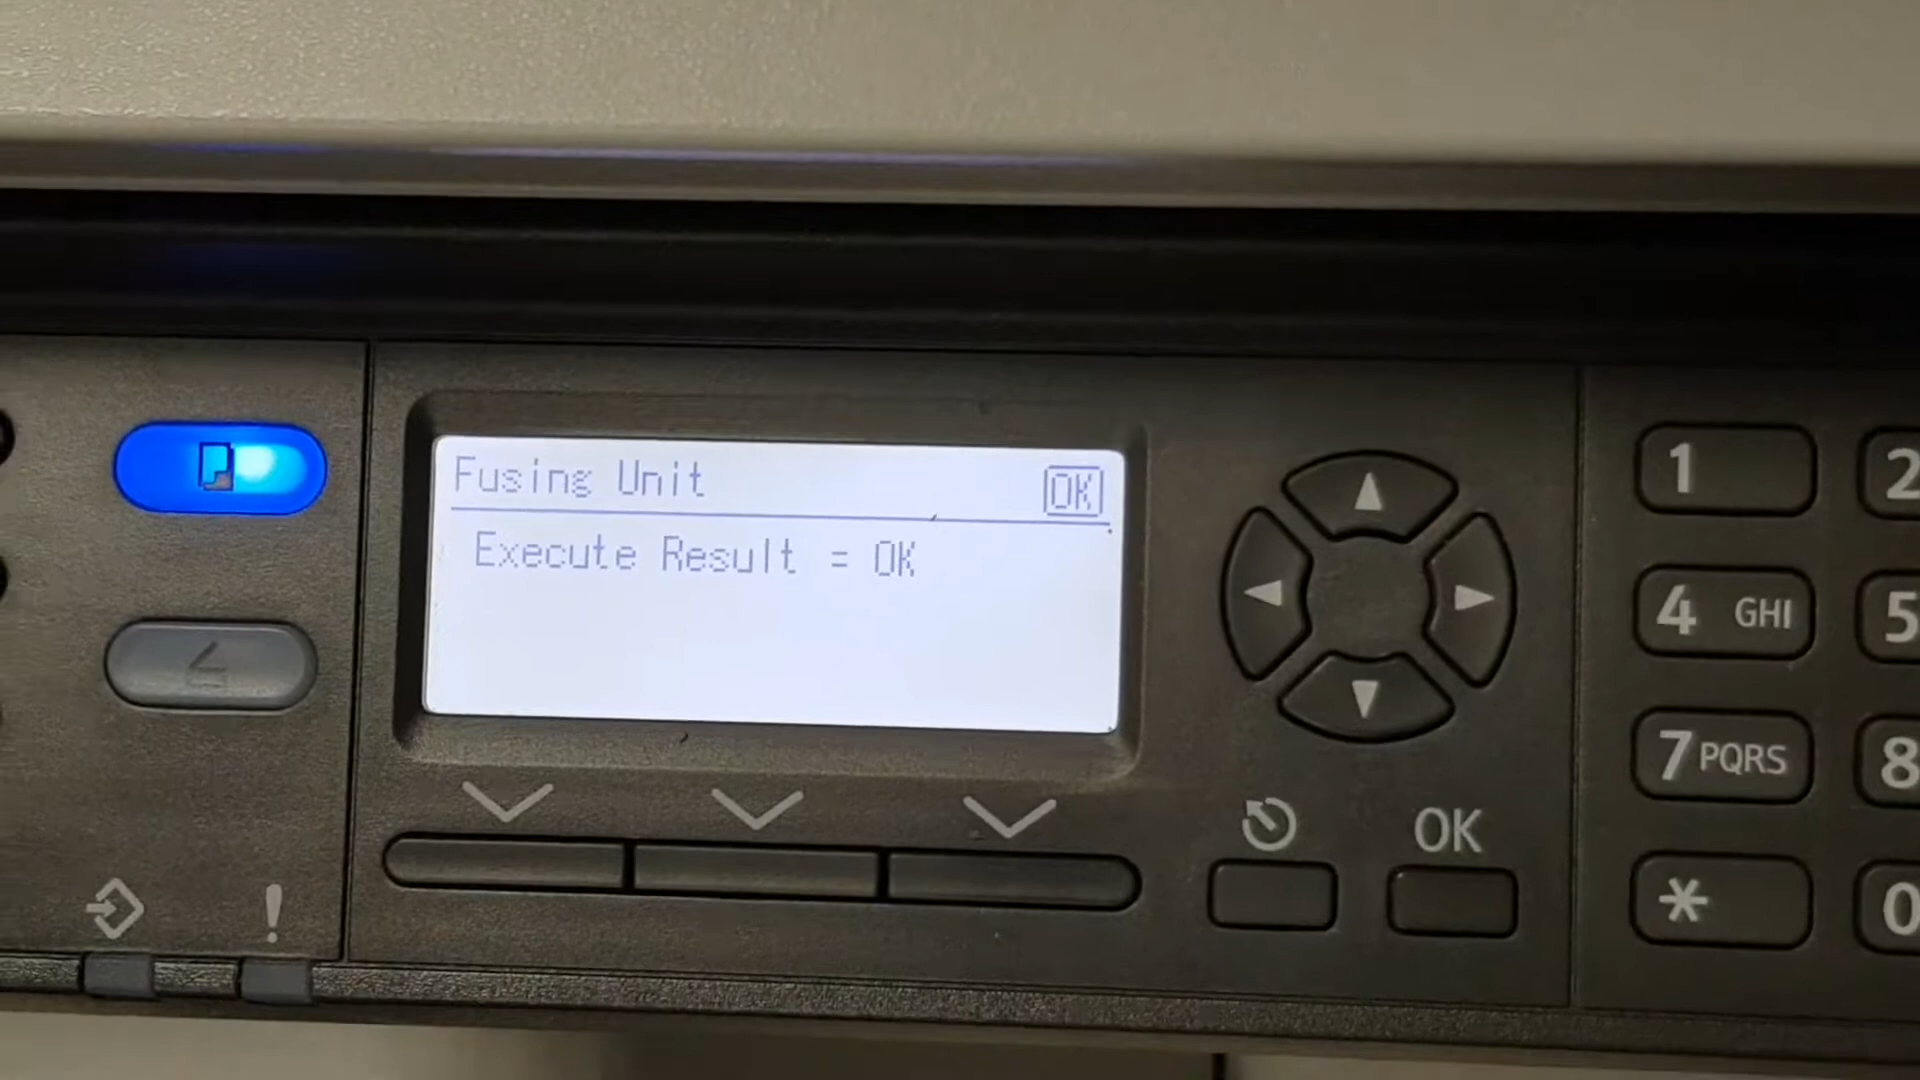 Fusing Unit OK
Execute Result = OK
OK
1 2
4 GHI 5
7 PQRS 8
* 0
!